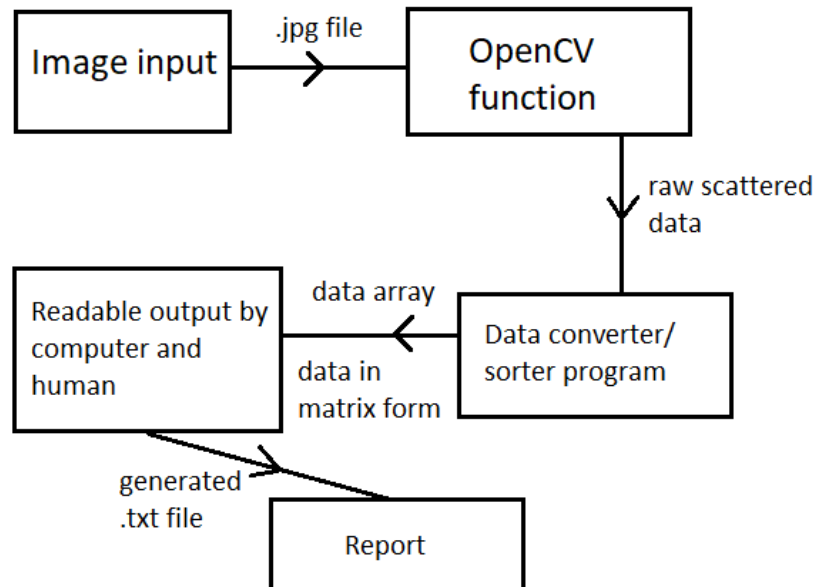 Image input
.jpg file
OpenCV
function
raw scattered
data
Data converter/
sorter program
data array
data in
matrix form
Readable output by
computer and
human
generated
.txt file
Report